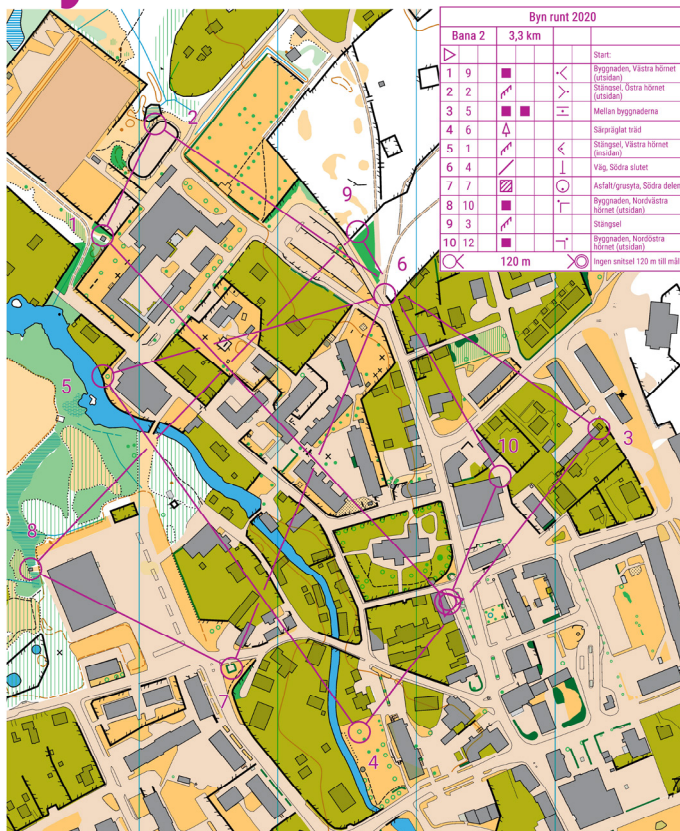 Byn runt 2020
Bana 2 3,3 km
Start:
1 9 Byggnaden, Västra hörnet
(utsidan)
2 2 Stängsel, Östra hörnet
(utsidan)
3 5 Mellan byggnaderna
4 6 Särpräglat träd
5 1 Stängsel, Västra hörnet
(insidan)
6 4 Väg, Södra slutet
7 7 Asfalt/grusyta, Södra delen
8 10 Byggnaden, Nordvästra
hörnet (utsidan)
9 3 Stängsel
10 12 Byggnaden, Nordöstra
hörnet (utsidan)
120 m Ingen snitsel 120 m till mål
2
9
1
6
5
3
10
8
4